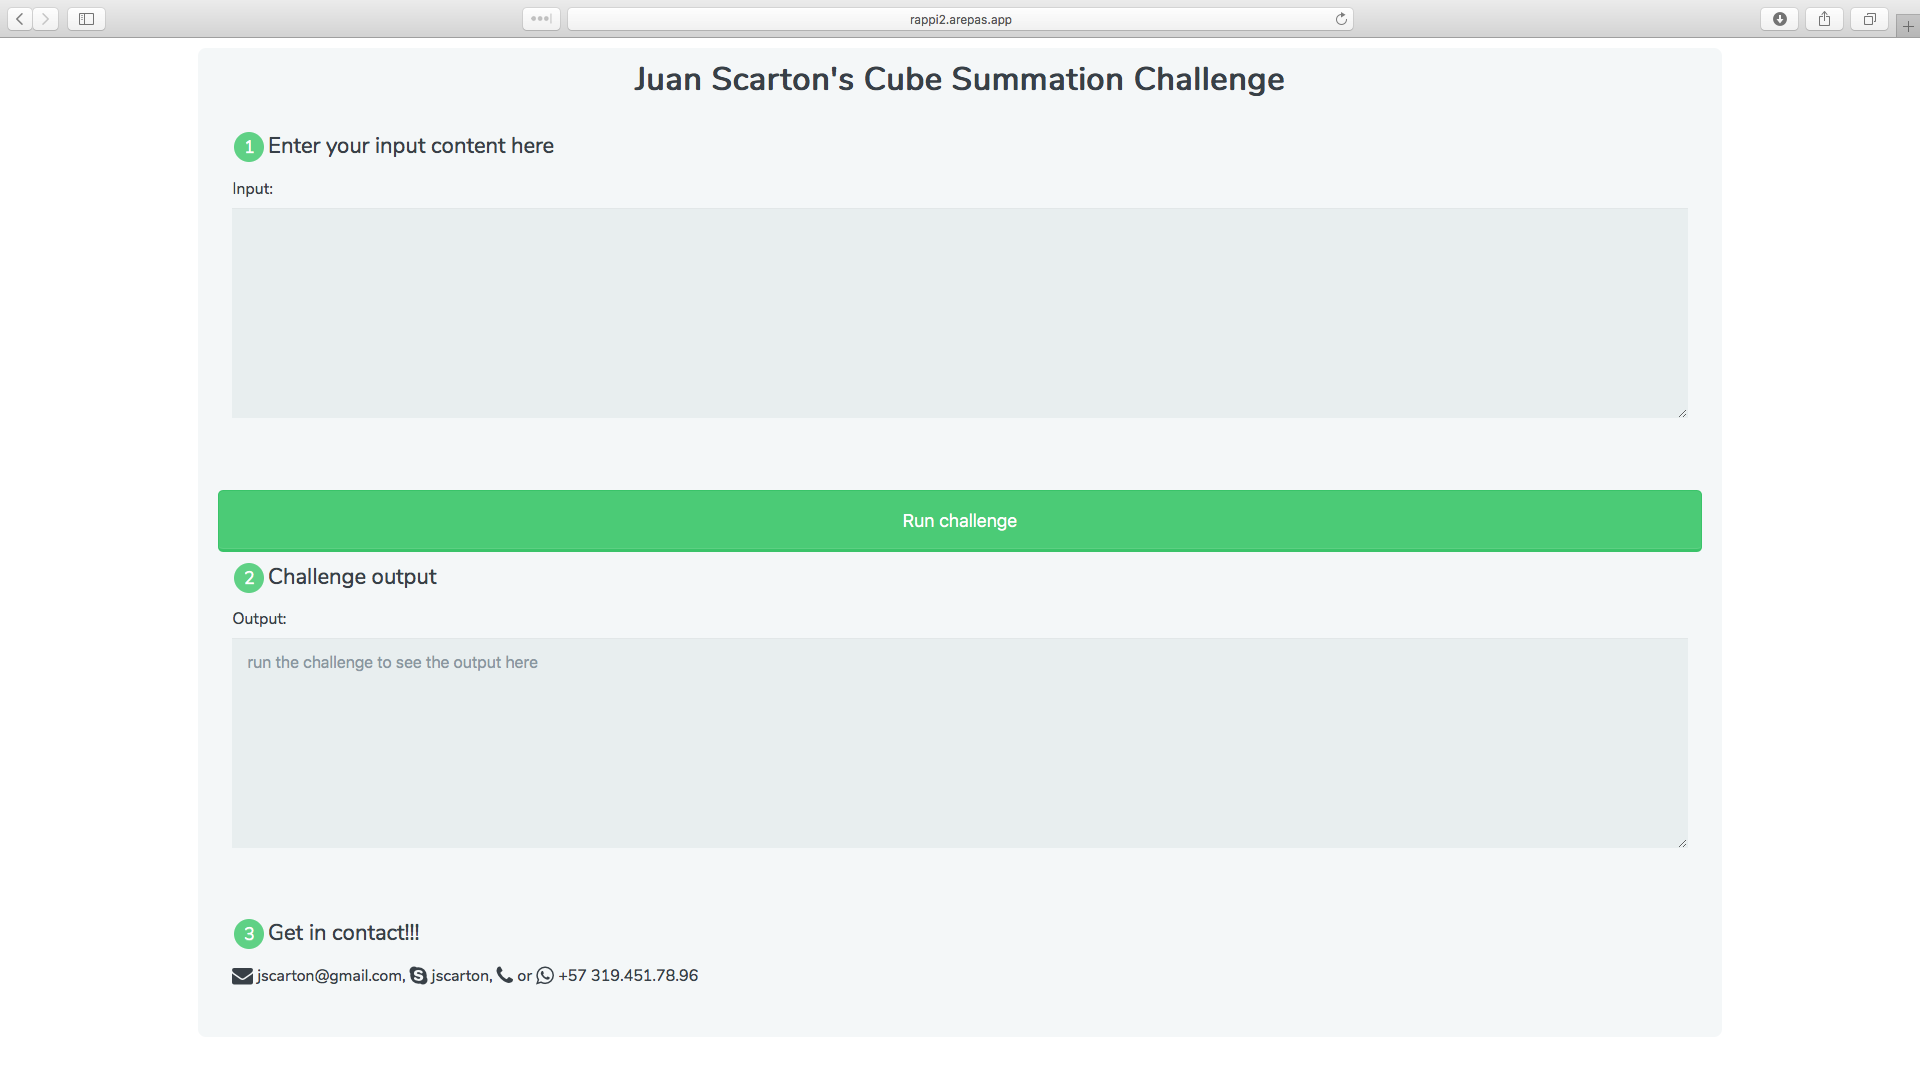 rappi2.arepas.app
Juan Scarton's Cube Summation Challenge
1 Enter your input content here
Input:
Run challenge
2 Challenge output
Output:
run the challenge to see the output here
3 Get in contact!!!
jscarton@gmail.com, jscarton, or +57 319.451.78.96